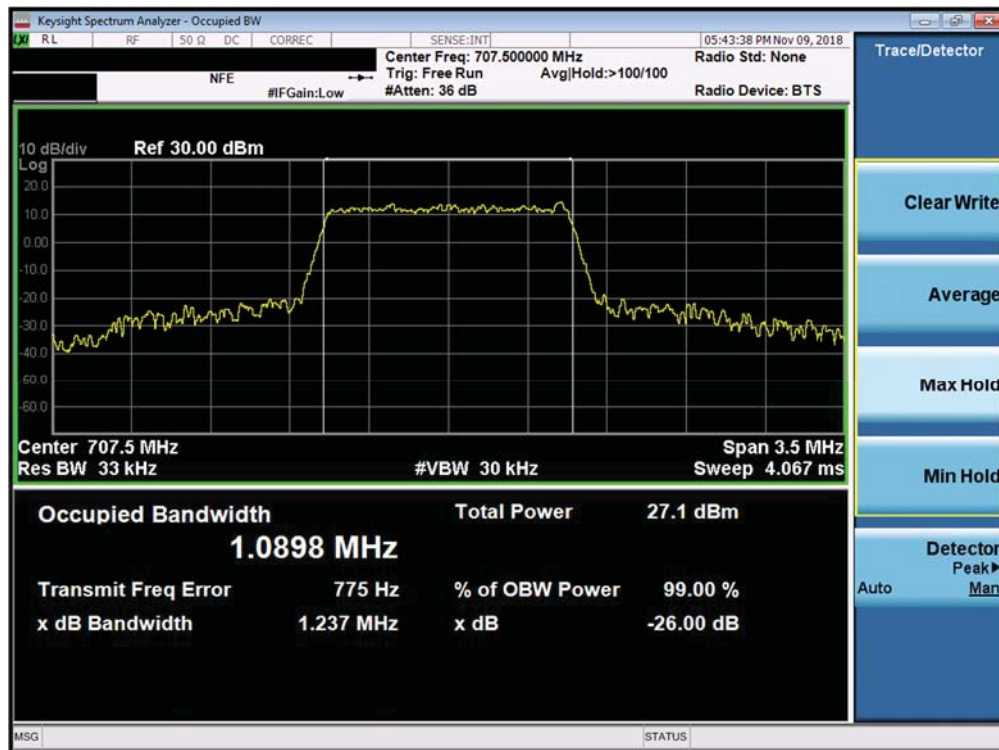 Keysight Spectrum Analyzer - Occupied BW
LXI RL RF 50 Ω DC CORREC SENSE:INT 05:43:38 PM Nov 09, 2018
Trace/Detector
Center Freq: 707.500000 MHz Radio Std: None
NFE Trig: Free Run Avg|Hold:>100/100
#IFGain:Low #Atten: 36 dB Radio Device: BTS
10 dB/div Ref 30.00 dBm
Log
20.0
10.0
0.00
-10.0
-20.0
-30.0
-40.0
-50.0
-60.0
Center 707.5 MHz Span 3.5 MHz
Res BW 33 kHz #VBW 30 kHz Sweep 4.067 ms
Occupied Bandwidth Total Power 27.1 dBm
1.0898 MHz
Transmit Freq Error 775 Hz % of OBW Power 99.00 %
x dB Bandwidth 1.237 MHz x dB -26.00 dB
Clear Write
Average
Max Hold
Min Hold
Detector
Peak▶
Auto Man
MSG STATUS